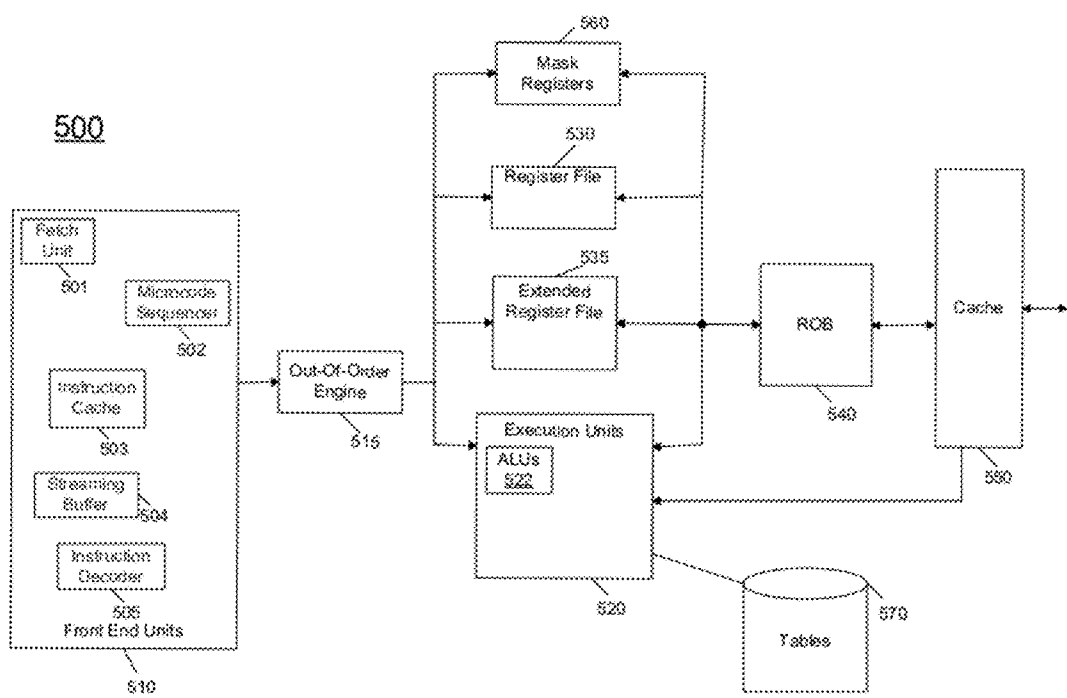 560
Mask
Registers
500
530
Register File
Fetch
Unit
501
Microcode
Sequencer
502
535
Extended
Register File
ROB
540
Cache
Out-Of-Order
Engine
515
Instruction
Cache
503
Execution Units
ALUs
522
550
Streaming
Buffer
504
Instruction
Decoder
505
Front End Units
510
520
570
Tables